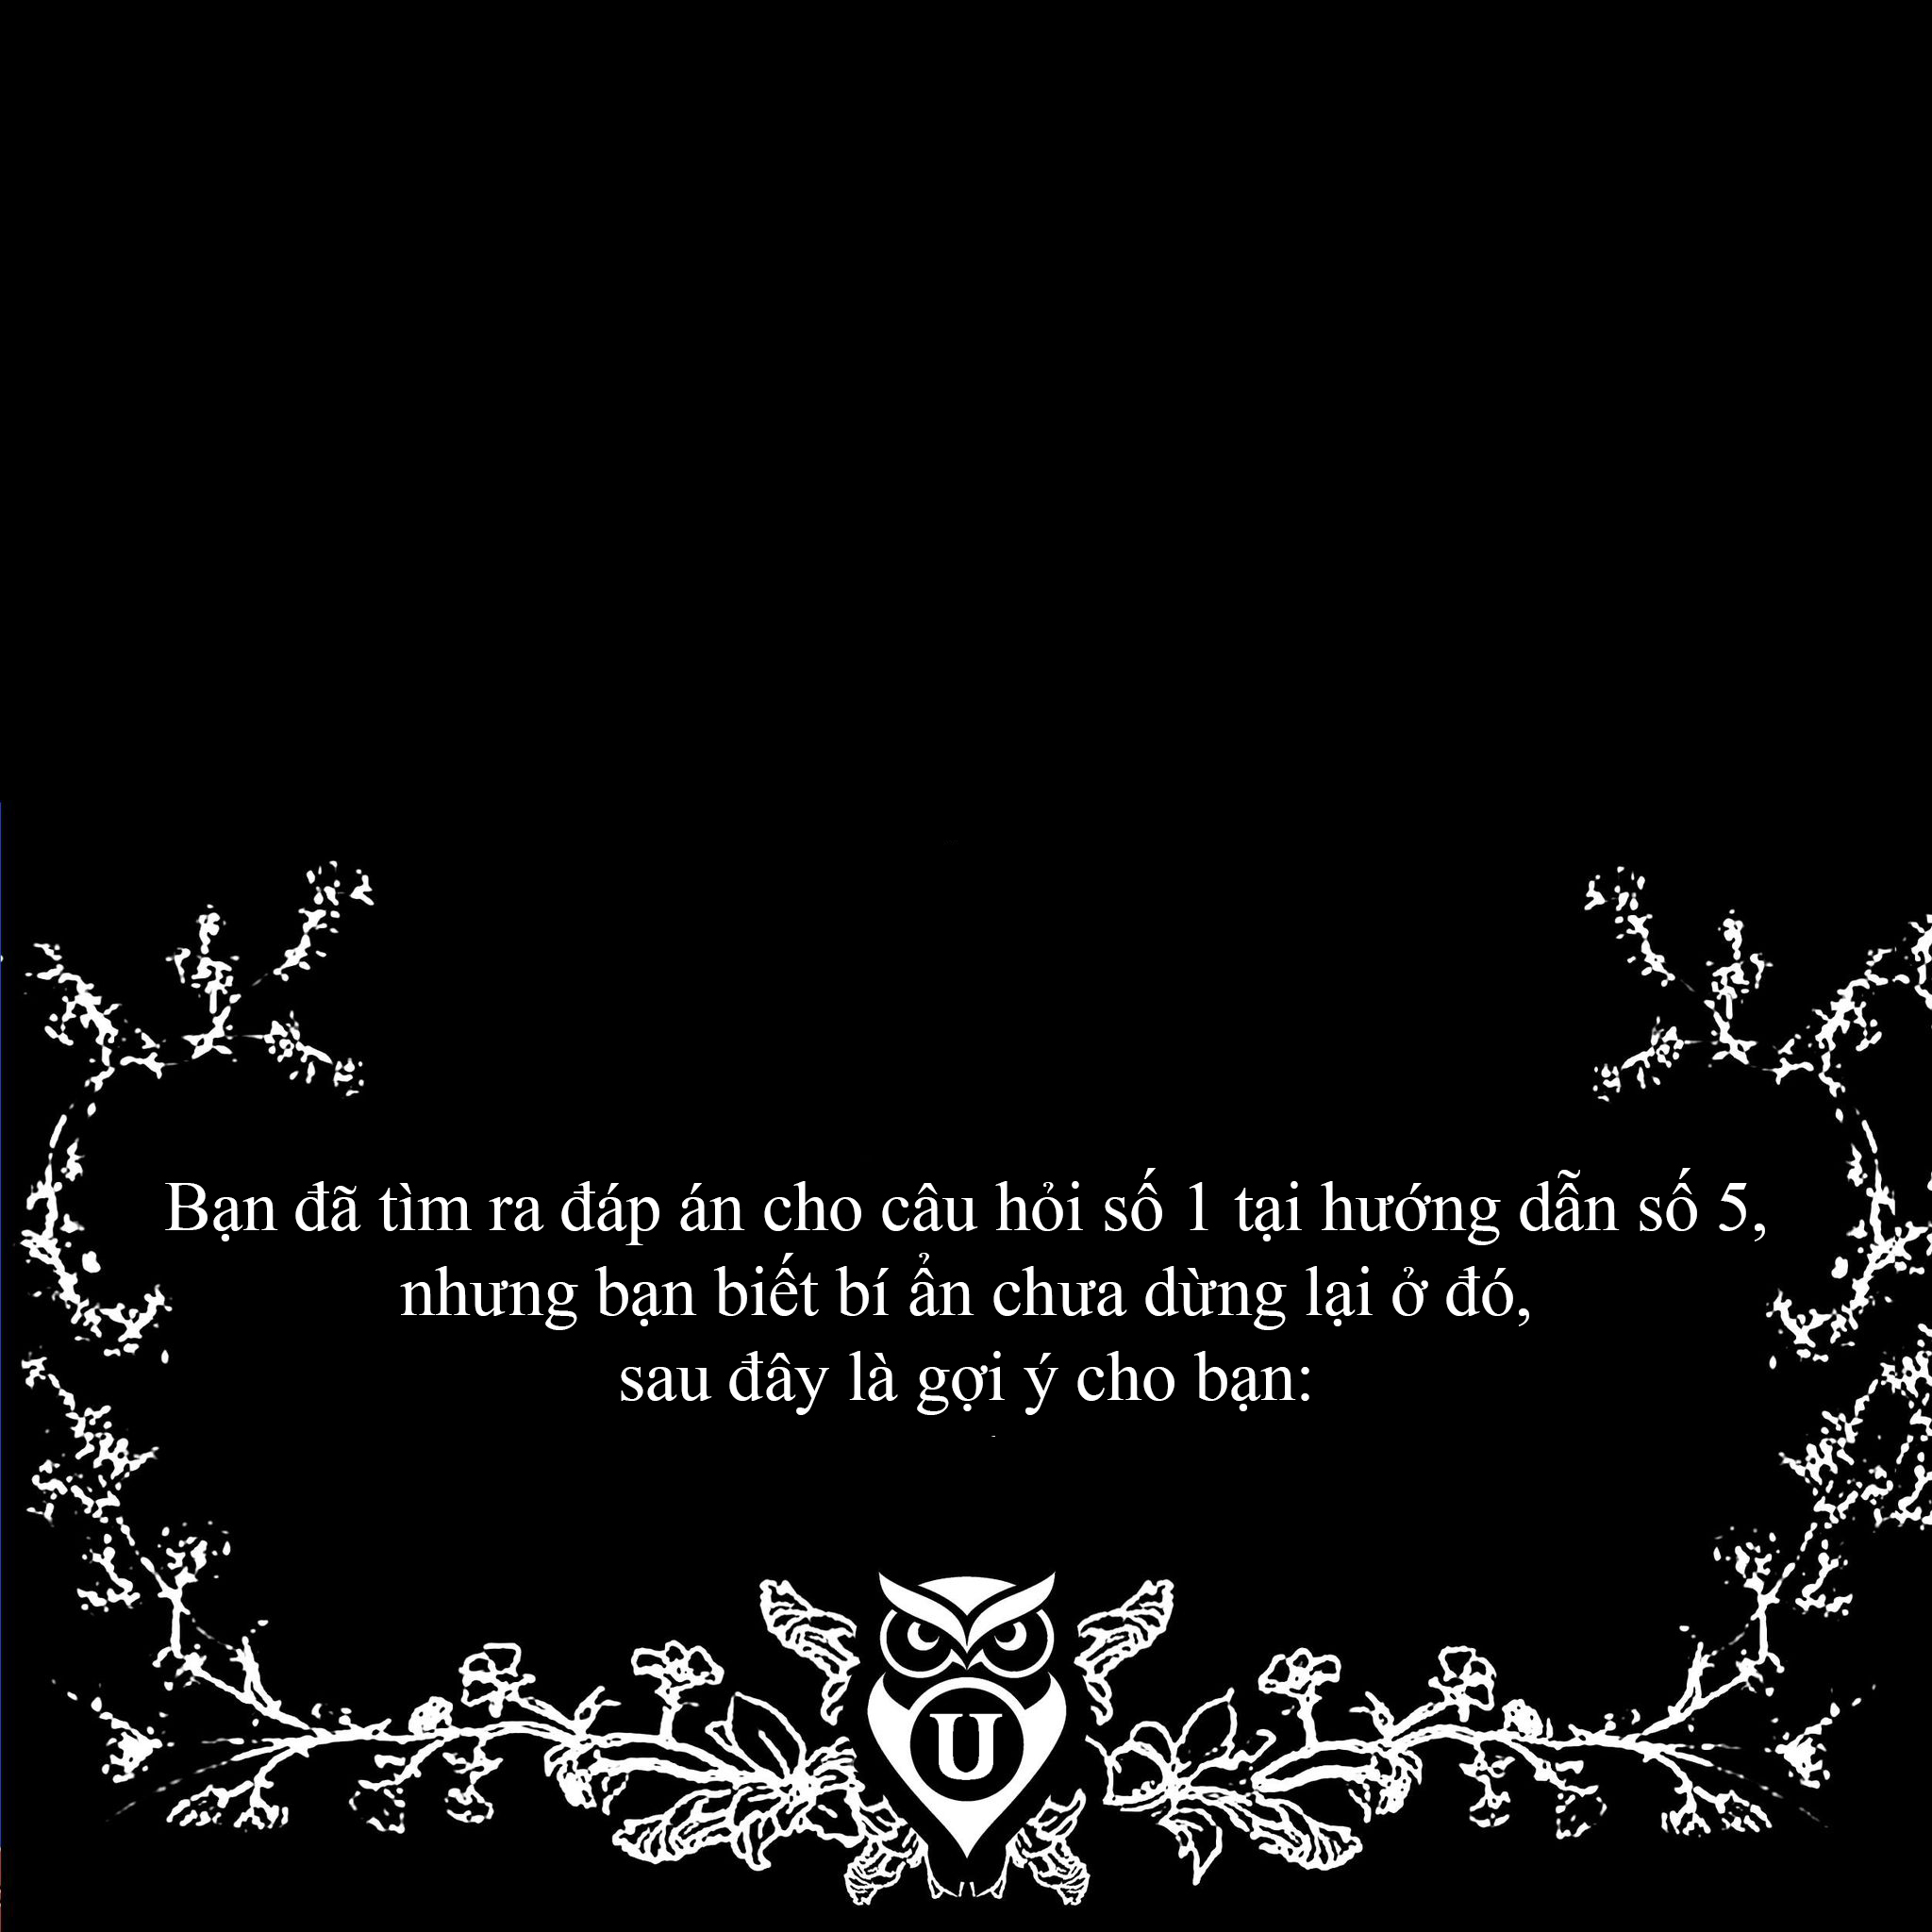 Bạn đã tìm ra đáp án cho câu hỏi số 1 tại hướng dẫn số 5,
nhưng bạn biết bí ẩn chưa dừng lại ở đó,
sau đây là gợi ý cho bạn:
U